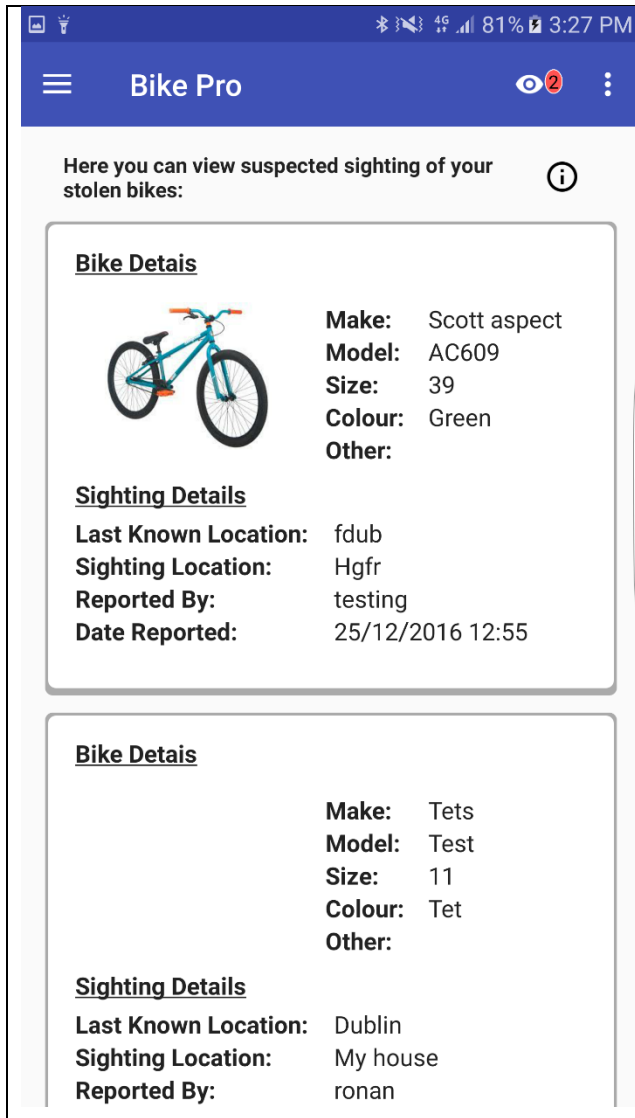 4G 81% 3:27 PM
Bike Pro 2
Here you can view suspected sighting of your
stolen bikes:
Bike Detais
Make: Scott aspect
Model: AC609
Size: 39
Colour: Green
Other:
Sighting Details
Last Known Location: fdub
Sighting Location: Hgfr
Reported By: testing
Date Reported: 25/12/2016 12:55
Bike Detais
Make: Tets
Model: Test
Size: 11
Colour: Tet
Other:
Sighting Details
Last Known Location: Dublin
Sighting Location: My house
Reported By: ronan